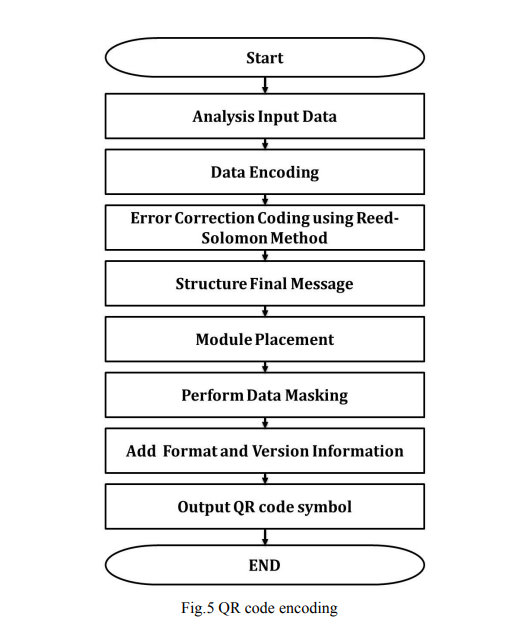 Start
Analysis Input Data
Data Encoding
Error Correction Coding using Reed-
Solomon Method
Structure Final Message
Module Placement
Perform Data Masking
Add Format and Version Information
Output QR code symbol
END
Fig.5 QR code encoding